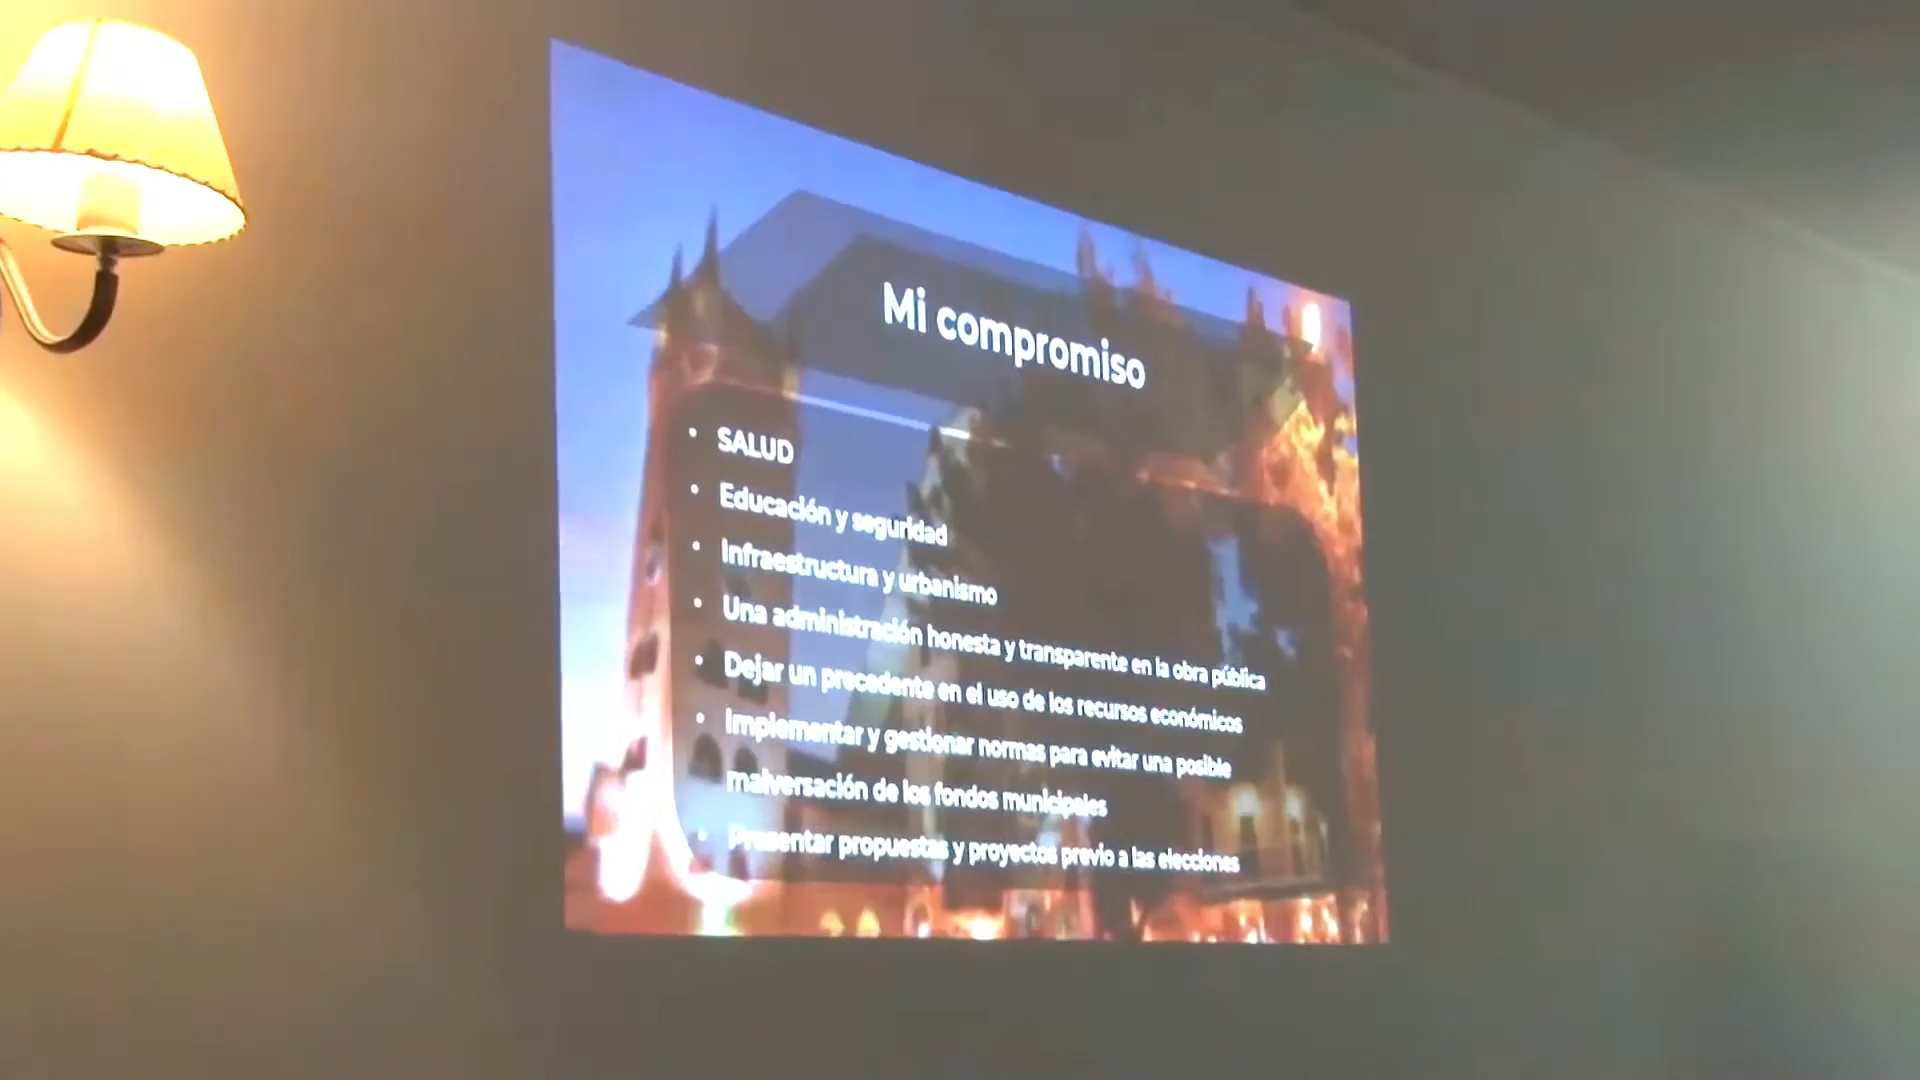 Mi compromiso
• SALUD
• Educación y seguridad
• Infraestructura y urbanismo
• Una administración honesta y transparente en la obra pública
• Dejar un precedente en el uso de los recursos económicos
• Implementar y gestionar normas para evitar una posible
malversación de los fondos municipales
• Presentar propuestas y proyectos previo a las elecciones